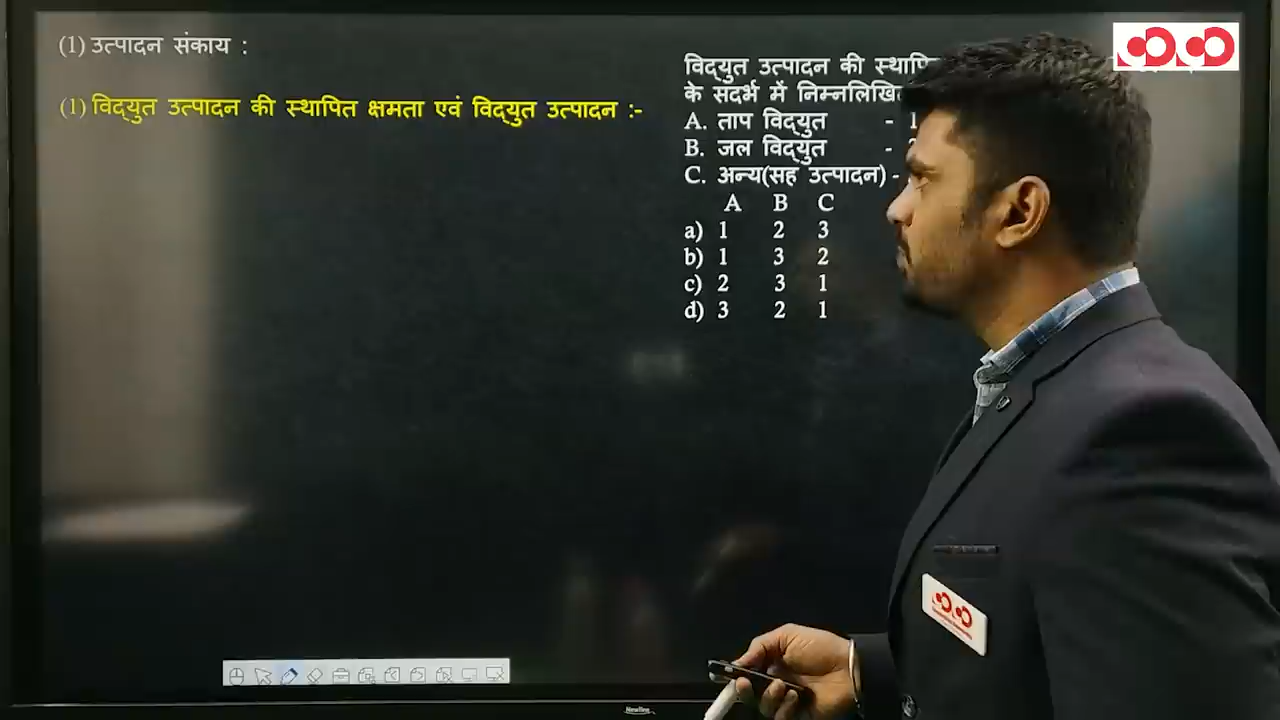 (1) उत्पादन संकाय :
(1) विद्युत उत्पादन की स्थापित क्षमता एवं विद्युत उत्पादन :-
विद्युत उत्पादन की
के संदर्भ में
A. ताप विद्युत - 1
B. जल विद्युत -
C. अन्य(सह उत्पादन) -
A B C
a) 1 2 3
b) 1 3 2
c) 2 3 1
d) 3 2 1
Newline